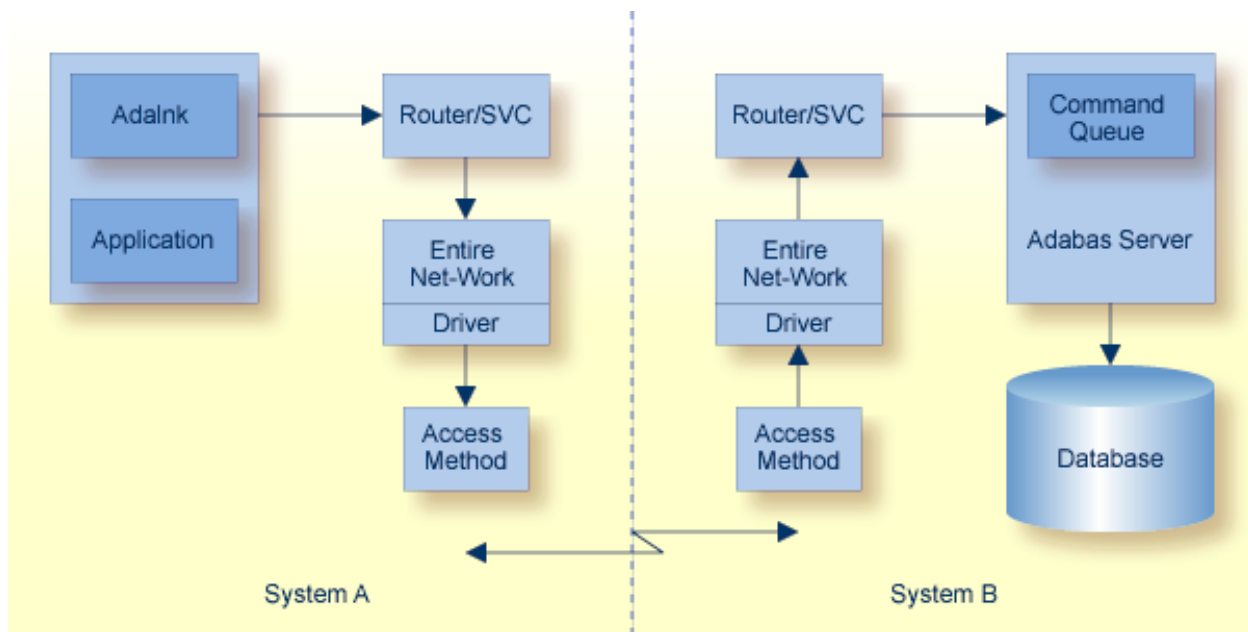 Adalnk
Application
Router/SVC
Entire
Net-Work
Driver
Access
Method
System A
Router/SVC
Entire
Net-Work
Driver
Access
Method
Command
Queue
Adabas Server
Database
System B